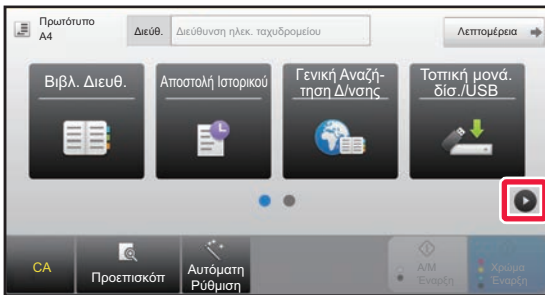 Πρωτότυπο
A4
Διεύθ.
Διεύθυνση ηλεκ. ταχυδρομείου
Λεπτομέρεια
Βιβλ. Διευθ.
Αποστολή Ιστορικού
Γενική Αναζή-
τηση Δ/νσης
Τοπική μονά.
δίσ./USB
CA
Προεπισκόπ
Αυτόματη
Ρύθμιση
A/M
Έναρξη
Χρώμα
Έναρξη